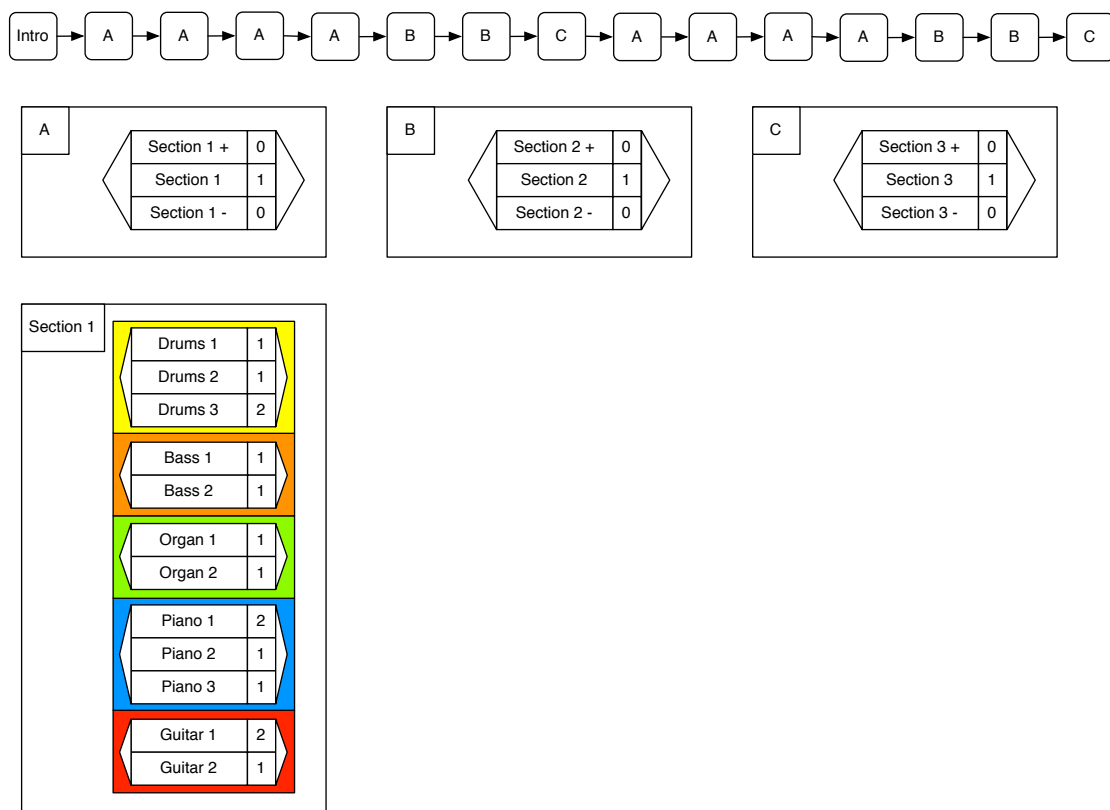 Intro A A A A B B C A A A A B B C
A
Section 1 + 0
Section 1 1
Section 1 - 0
B
Section 2 + 0
Section 2 1
Section 2 - 0
C
Section 3 + 0
Section 3 1
Section 3 - 0
Section 1
Drums 1 1
Drums 2 1
Drums 3 2
Bass 1 1
Bass 2 1
Organ 1 1
Organ 2 1
Piano 1 2
Piano 2 1
Piano 3 1
Guitar 1 2
Guitar 2 1